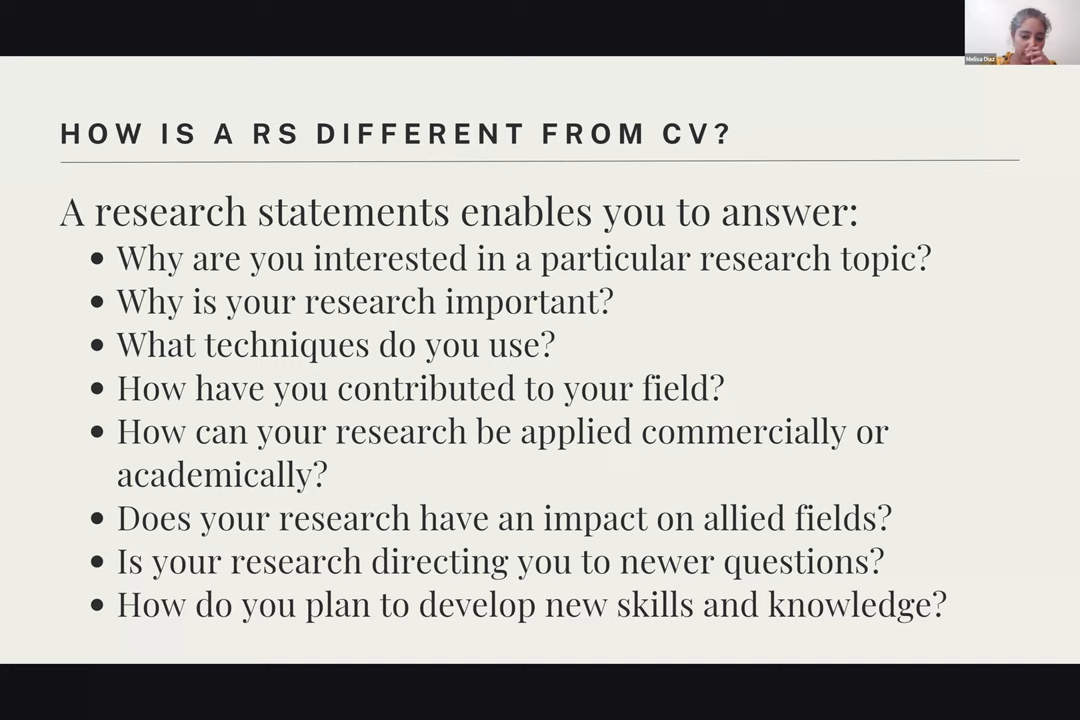 Melisa Diaz
HOW IS A RS DIFFERENT FROM CV?
A research statements enables you to answer:
• Why are you interested in a particular research topic?
• Why is your research important?
• What techniques do you use?
• How have you contributed to your field?
• How can your research be applied commercially or
academically?
• Does your research have an impact on allied fields?
• Is your research directing you to newer questions?
• How do you plan to develop new skills and knowledge?